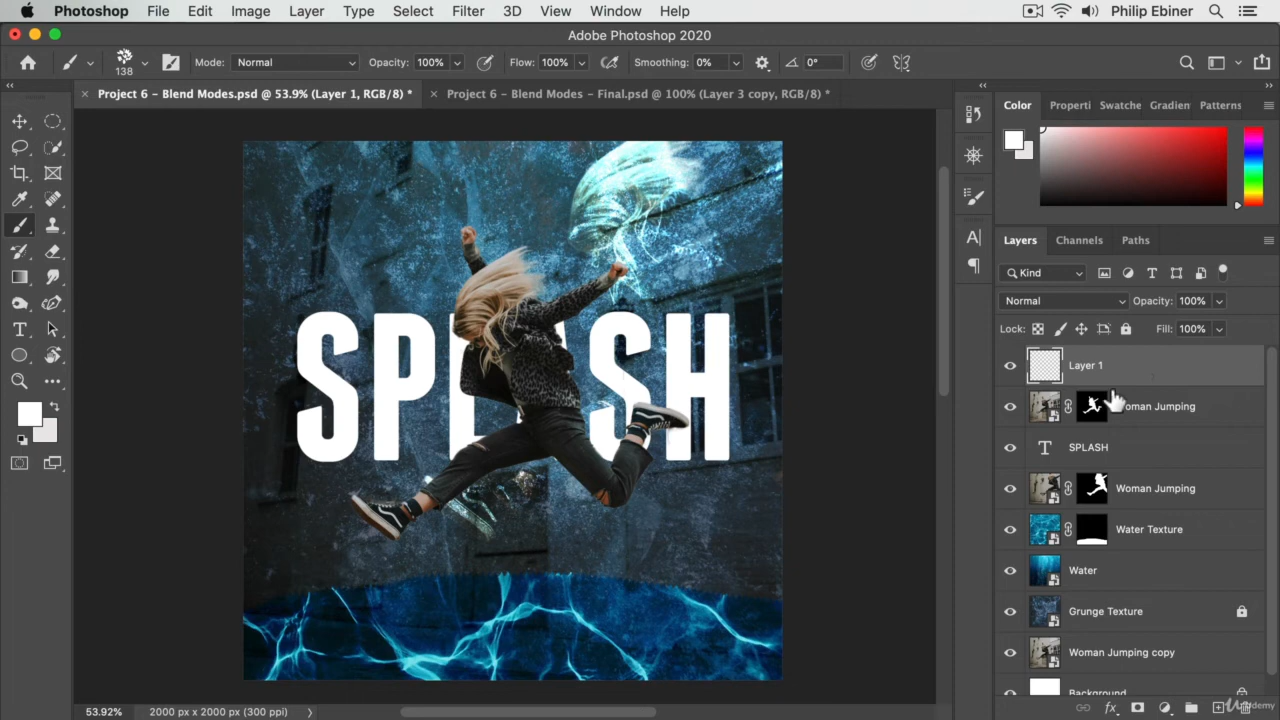 Photoshop File Edit Image Layer Type Select Filter 3D View Window Help Philip Ebiner
Adobe Photoshop 2020
138 Mode: Normal Opacity: 100% Flow: 100% Smoothing: 0% 0°
Project 6 – Blend Modes.psd @ 53.9% (Layer 1, RGB/8) *
Project 6 – Blend Modes – Final.psd @ 100% (Layer 3 copy, RGB/8) *
Color Properti Swatche Gradien Patterns
Layers Channels Paths
Kind
Normal Opacity: 100%
Lock: Fill: 100%
Layer 1
Woman Jumping
SPLASH
Woman Jumping
Water Texture
Water
Grunge Texture
Woman Jumping copy
Background
SPLASH
53.92% 2000 px x 2000 px (300 ppi)